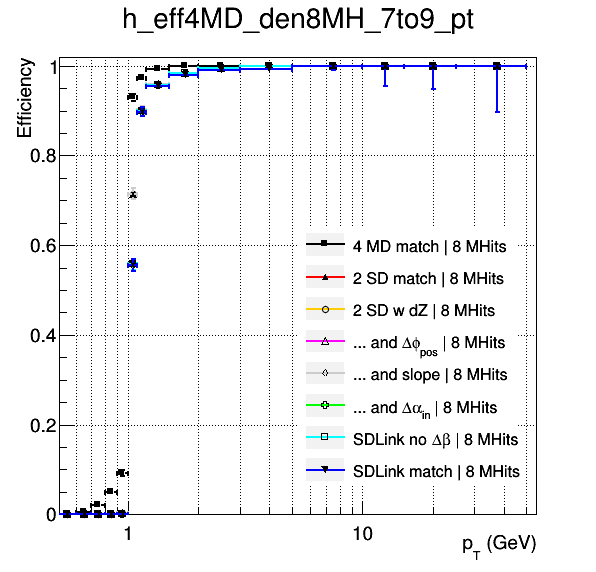 h_eff4MD_den8MH_7to9_pt
Efficiency
1
0.8
0.6
0.4
0.2
0
4 MD match | 8 MHits
2 SD match | 8 MHits
2 SD w dZ | 8 MHits
... and Δϕpos | 8 MHits
... and slope | 8 MHits
... and Δαin | 8 MHits
SDLink no Δβ | 8 MHits
SDLink match | 8 MHits
1 10
pT (GeV)